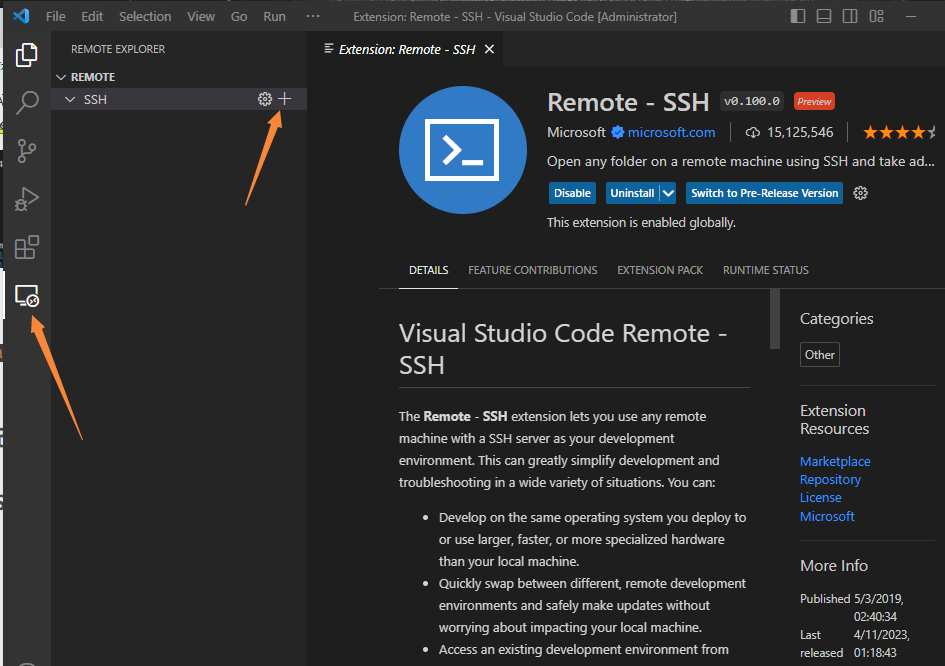 File Edit Selection View Go Run ··· Extension: Remote - SSH - Visual Studio Code [Administrator]
REMOTE EXPLORER
REMOTE
SSH
Extension: Remote - SSH
Remote - SSH v0.100.0 Preview
Microsoft microsoft.com 15,125,546
Open any folder on a remote machine using SSH and take ad...
Disable Uninstall Switch to Pre-Release Version
This extension is enabled globally.
DETAILS FEATURE CONTRIBUTIONS EXTENSION PACK RUNTIME STATUS
Visual Studio Code Remote -
SSH
The Remote - SSH extension lets you use any remote
machine with a SSH server as your development
environment. This can greatly simplify development and
troubleshooting in a wide variety of situations. You can:
• Develop on the same operating system you deploy to
or use larger, faster, or more specialized hardware
than your local machine.
• Quickly swap between different, remote development
environments and safely make updates without
worrying about impacting your local machine.
• Access an existing development environment from
Categories
Other
Extension
Resources
Marketplace
Repository
License
Microsoft
More Info
Published 5/3/2019,
02:40:34
Last 4/11/2023,
released 01:18:43